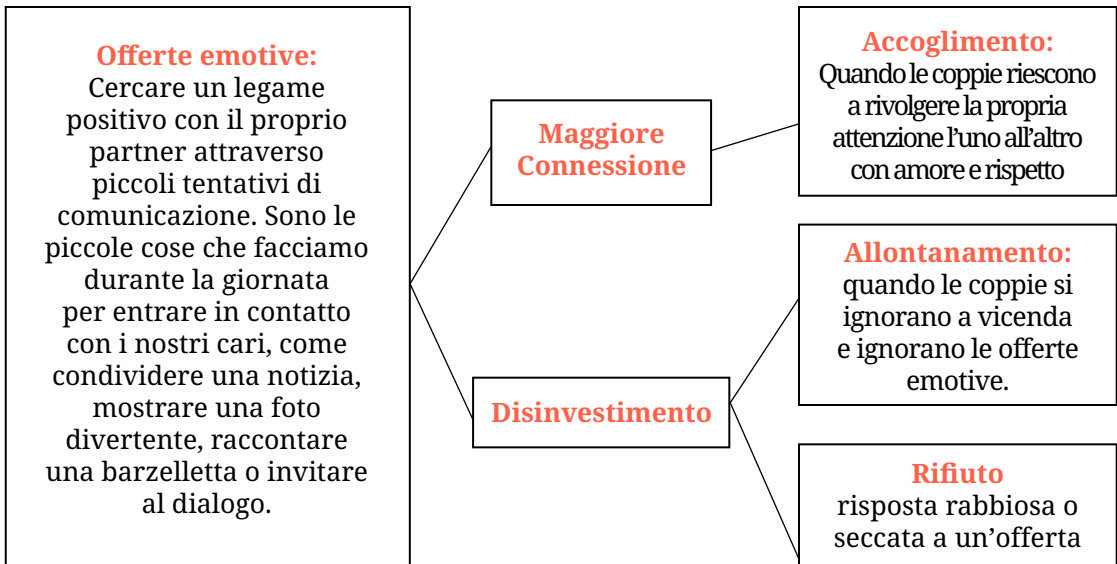 Offerte emotive:
Cercare un legame
positivo con il proprio
partner attraverso
piccoli tentativi di
comunicazione. Sono le
piccole cose che facciamo
durante la giornata
per entrare in contatto
con i nostri cari, come
condividere una notizia,
mostrare una foto
divertente, raccontare
una barzelletta o invitare
al dialogo.
Maggiore
Connessione
Disinvestimento
Accoglimento:
Quando le coppie riescono
a rivolgere la propria
attenzione l’uno all’altro
con amore e rispetto
Allontanamento:
quando le coppie si
ignorano a vicenda
e ignorano le offerte
emotive.
Rifiuto
risposta rabbiosa o
seccata a un’offerta